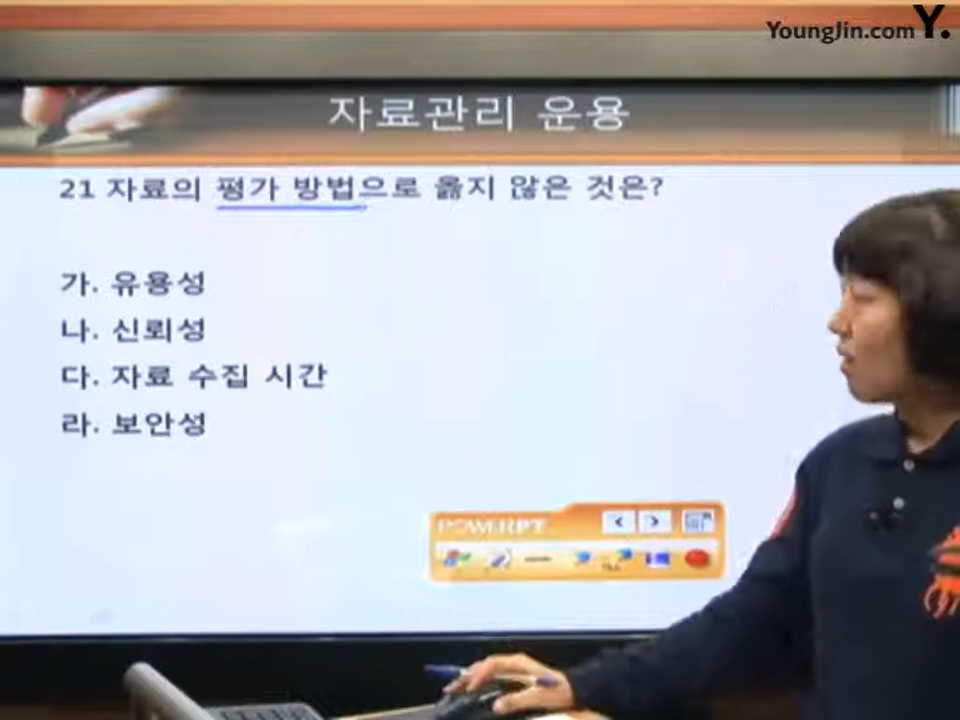 YoungJin.com Y.
자료관리 운용
21 자료의 평가 방법으로 옳지 않은 것은?
가. 유용성
나. 신뢰성
다. 자료 수집 시간
라. 보안성
POWERPT